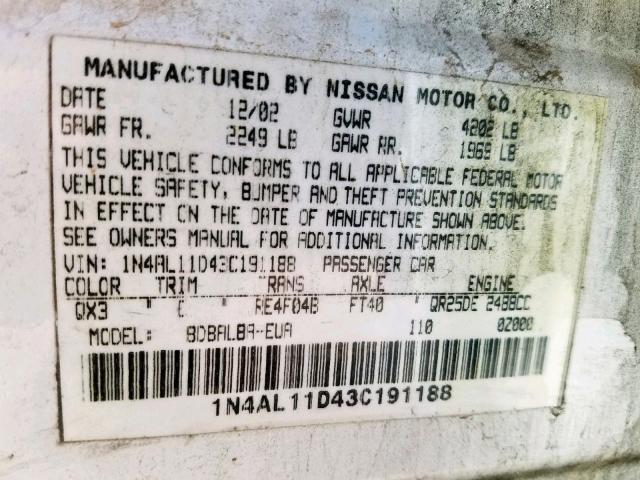 MANUFACTURED BY NISSAN MOTOR CO., LTD.
DATE 12/02 GVWR 4202 LB
GAWR FR. 2249 LB GAWR RR. 1963 LB
THIS VEHICLE CONFORMS TO ALL APPLICABLE FEDERAL MOTOR
VEHICLE SAFETY, BUMPER AND THEFT PREVENTION STANDARDS
IN EFFECT ON THE DATE OF MANUFACTURE SHOWN ABOVE.
SEE OWNERS MANUAL FOR ADDITIONAL INFORMATION.
VIN: 1N4AL11D43C191188 PASSENGER CAR
COLOR TRIM TRANS AXLE ENGINE
QX3 RE4F04B FT40 QR25DE 2488CC
MODEL: BDBALBA-EUA 110 0Z000
1N4AL11D43C191188